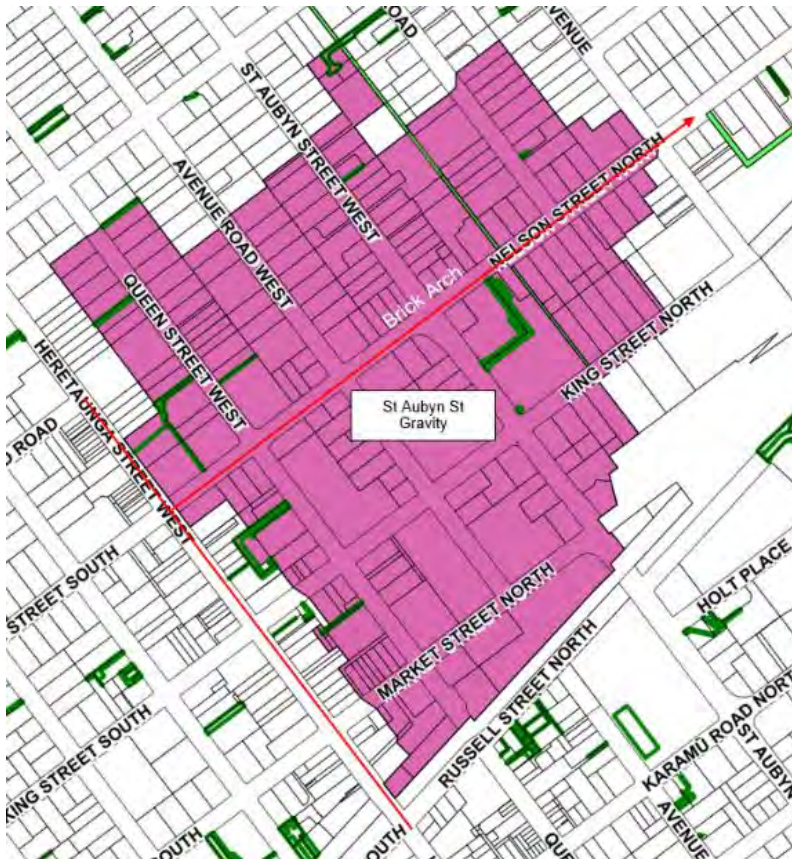 ROAD
AVENUE
ST AUBYN STREET WEST
AVENUE ROAD WEST
NELSON STREET NORTH
QUEEN STREET WEST
Brick Arch
KING STREET NORTH
HERETAUNGA STREET WEST
St Aubyn St
Gravity
ROAD
STREET SOUTH
HOLT PLACE
MARKET STREET NORTH
RUSSELL STREET NORTH
KING STREET SOUTH
KARAMU ROAD NORTH
ST AUBYN
AVENUE
SOUTH
OUTH